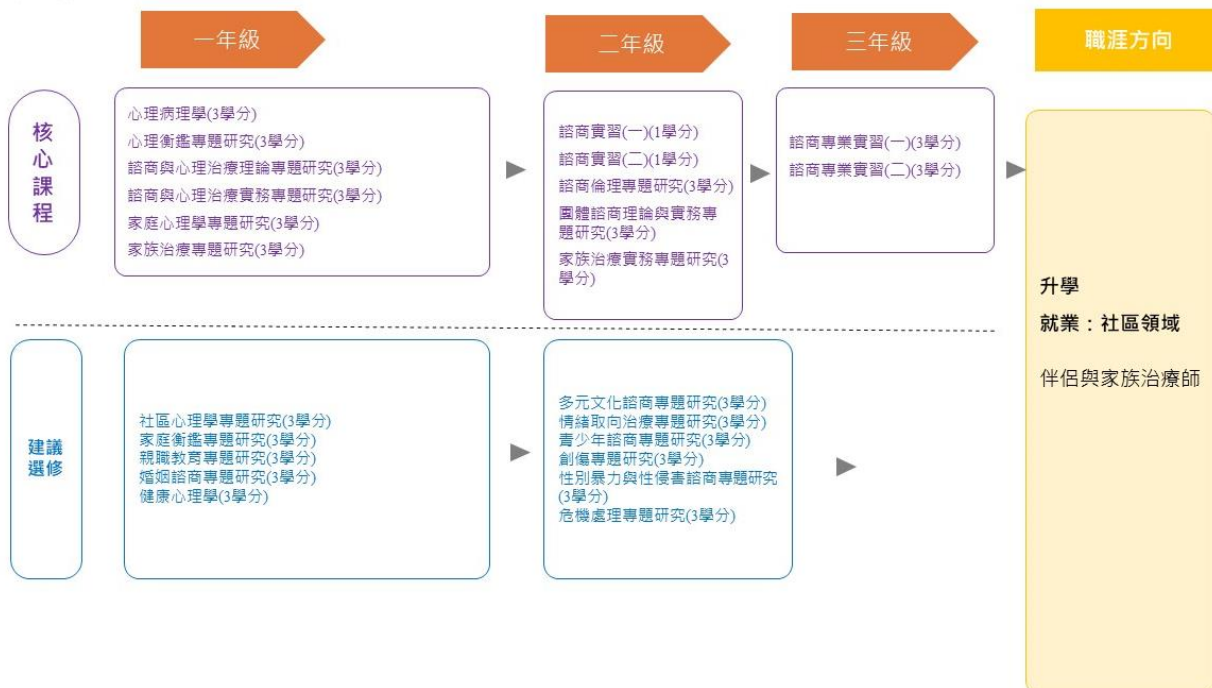 一年級
二年級
三年級
職涯方向
核
心
課
程
心理病理學(3學分)
心理衡鑑專題研究(3學分)
諮商與心理治療理論專題研究(3學分)
諮商與心理治療實務專題研究(3學分)
家庭心理學專題研究(3學分)
家族治療專題研究(3學分)
諮商實習(一)(1學分)
諮商實習(二)(1學分)
諮商倫理專題研究(3學分)
團體諮商理論與實務專
題研究(3學分)
家族治療實務專題研究(3
學分)
諮商專業實習(一)(3學分)
諮商專業實習(二)(3學分)
升學
就業：社區領域
伴侶與家族治療師
建議
選修
社區心理學專題研究(3學分)
家庭衡鑑專題研究(3學分)
親職教育專題研究(3學分)
婚姻諮商專題研究(3學分)
健康心理學(3學分)
多元文化諮商專題研究(3學分)
情緒取向治療專題研究(3學分)
青少年諮商專題研究(3學分)
創傷專題研究(3學分)
性別暴力與性侵害諮商專題研究
(3學分)
危機處理專題研究(3學分)